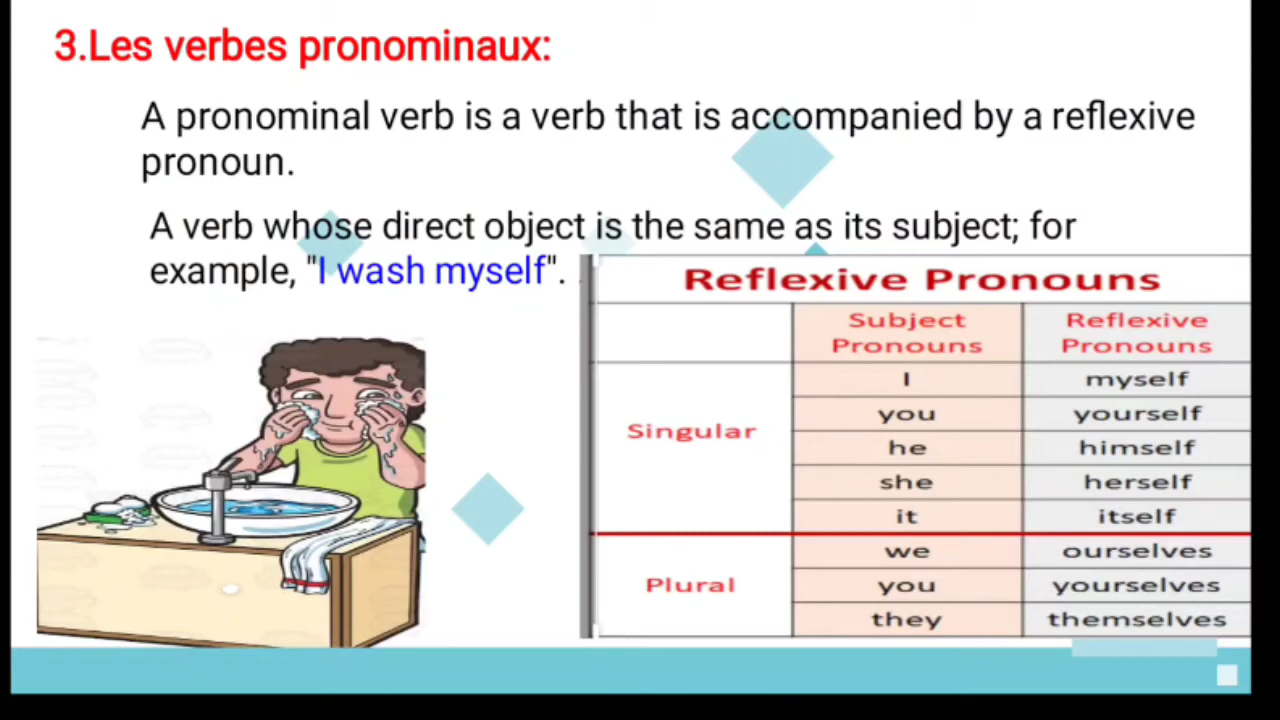 3.Les verbes pronominaux:
A pronominal verb is a verb that is accompanied by a reflexive
pronoun.
A verb whose direct object is the same as its subject; for
example, "I wash myself".
Reflexive Pronouns
Subject Pronouns Reflexive Pronouns
Singular
I myself
you yourself
he himself
she herself
it itself
Plural
we ourselves
you yourselves
they themselves